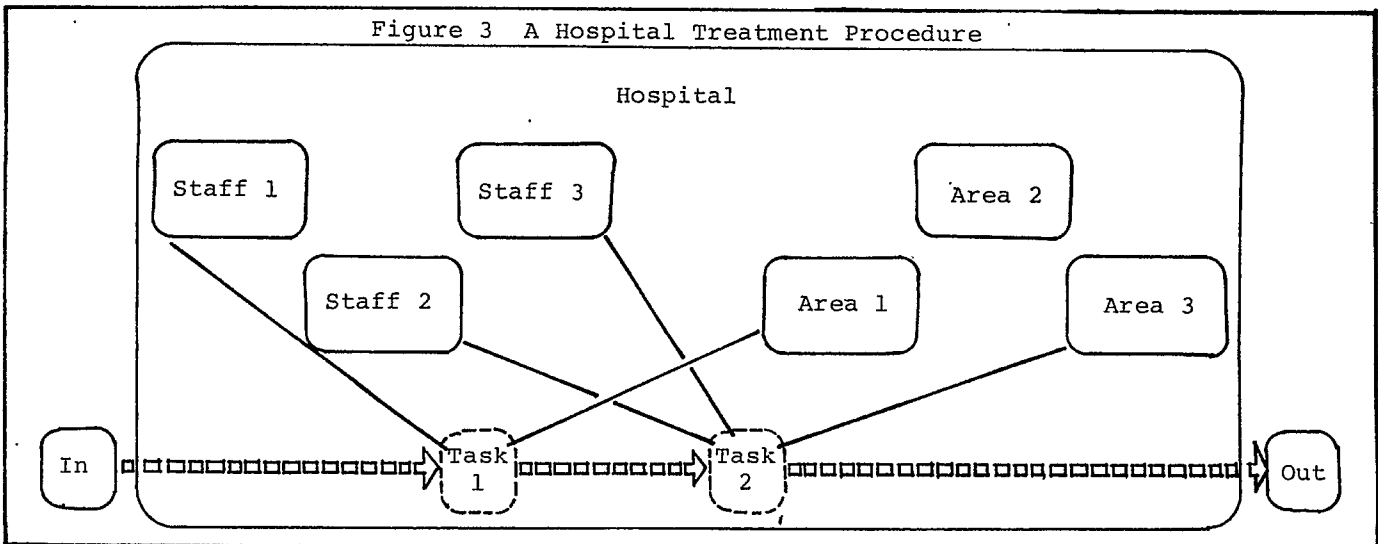 Figure 3 A Hospital Treatment Procedure
Hospital
Staff 1
Staff 3
Area 2
Staff 2
Area 1
Area 3
In
Task
1
Task
2
Out